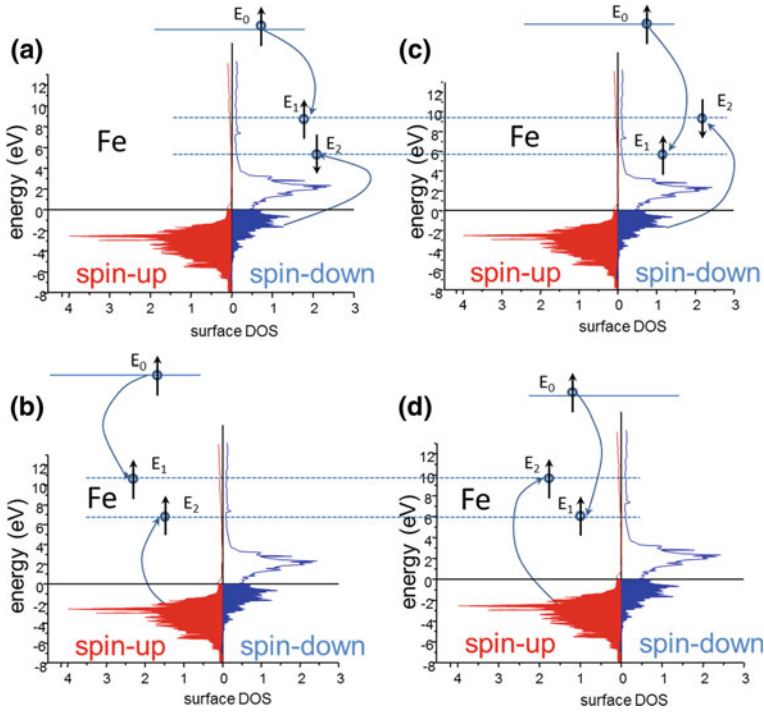 (a)
E0
E1
E2
Fe
energy (eV)
12
10
8
6
4
2
0
-2
-4
-6
-8
spin-up
spin-down
4 3 2 1 0 1 2 3
surface DOS
(c)
E0
E2
E1
Fe
energy (eV)
12
10
8
6
4
2
0
-2
-4
-6
-8
spin-up
spin-down
4 3 2 1 0 1 2 3
surface DOS
(b)
E0
E1
E2
Fe
energy (eV)
12
10
8
6
4
2
0
-2
-4
-6
-8
spin-up
spin-down
4 3 2 1 0 1 2 3
surface DOS
(d)
E0
E2
E1
Fe
energy (eV)
12
10
8
6
4
2
0
-2
-4
-6
-8
spin-up
spin-down
4 3 2 1 0 1 2 3
surface DOS